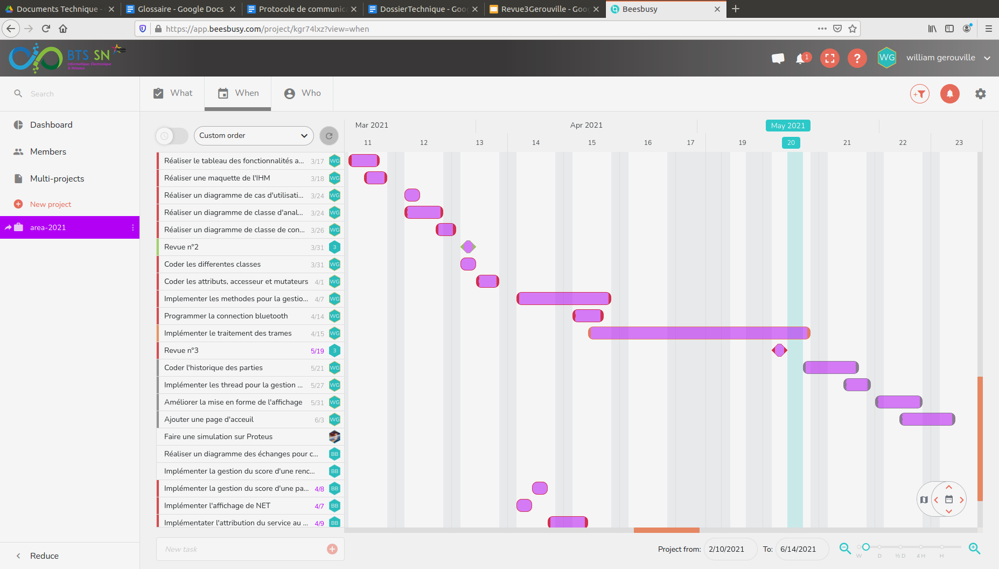 Documents Technique -
Glossaire - Google Docs
Protocole de communica
DossierTechnique - Goo
Revue3Gerouville - Goo
Beesbusy
https://app.beesbusy.com/project/kgr74lxz?view=when
BTS SN
Informatique, Electronique
& Réseaux
1
?
WG
william gerouville
Search
What
When
Who
Dashboard
Members
Multi-projects
New project
area-2021
Reduce
Custom order
Mar 2021
Apr 2021
May 2021
11 12 13 14 15 16 17 19 20 21 22 23
Réaliser le tableau des fonctionnalités a... 3/17 WG
Réaliser une maquette de l'IHM 3/18 WG
Réaliser un diagramme de cas d'utilisati... 3/24 WG
Réaliser un diagramme de classe d'anal... 3/24 WG
Réaliser un diagramme de classe de con... 3/26 WG
Revue n°2 3/31 3
Coder les differentes classes 3/31 WG
Coder les attributs, accesseur et mutateurs 4/1 WG
Implementer les methodes pour la gestio... 4/7 WG
Programmer la connection bluetooth 4/14 WG
Implémenter le traitement des trames 4/15 WG
Revue n°3 5/19 3
Coder l'historique des parties 5/21 WG
Implémenter les thread pour la gestion ... 5/27 WG
Améliorer la mise en forme de l'affichage 5/31 WG
Ajouter une page d'acceuil 6/3 WG
Faire une simulation sur Proteus
Réaliser un diagramme des échanges pour c... BB
Implémenter la gestion du score d'une renc... BB
Implémenter la gestion du score d'une pa... 4/8 BB
Implémenter l'affichage de NET 4/7 BB
Implémentater l'attribution du service au ... 4/9 BB
New task
Project from: 2/10/2021 To: 6/14/2021
W D ½ D 4 H H